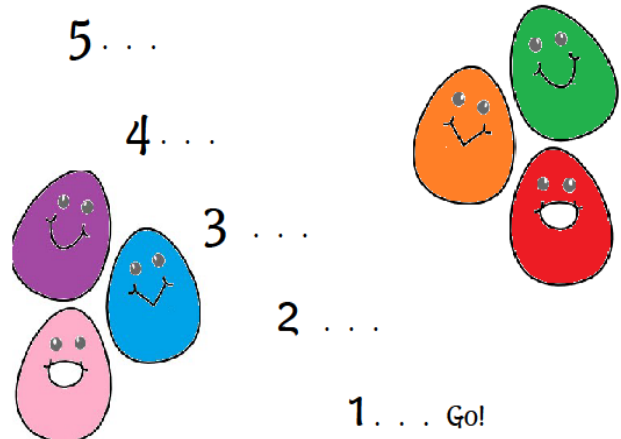 5 . . .
4 . . .
3 . . .
2 . . .
1 . . . Go!